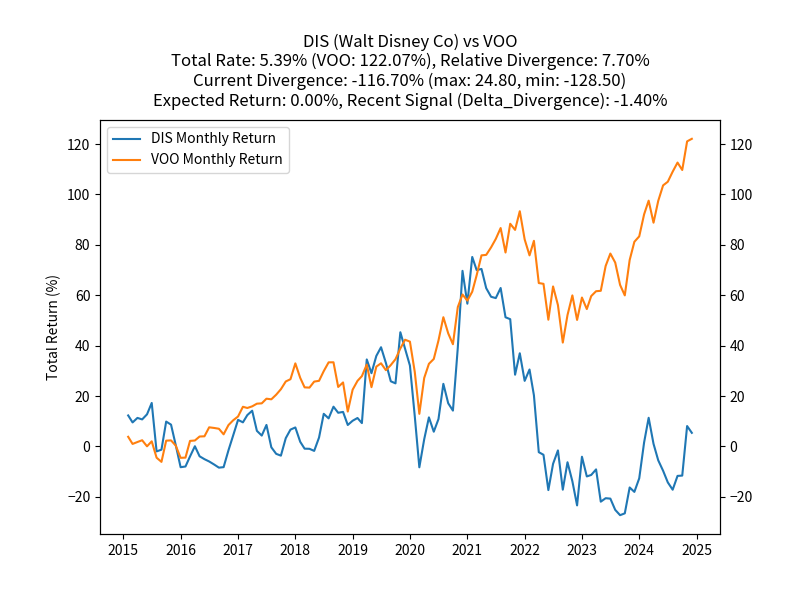 DIS (Walt Disney Co) vs VOO
Total Rate: 5.39% (VOO: 122.07%), Relative Divergence: 7.70%
Current Divergence: -116.70% (max: 24.80, min: -128.50)
Expected Return: 0.00%, Recent Signal (Delta_Divergence): -1.40%
DIS Monthly Return
VOO Monthly Return
Total Return (%)
120
100
80
60
40
20
0
−20
120
100
80
60
40
20
0
−20
2015 2016 2017 2018 2019 2020 2021 2022 2023 2024 2025